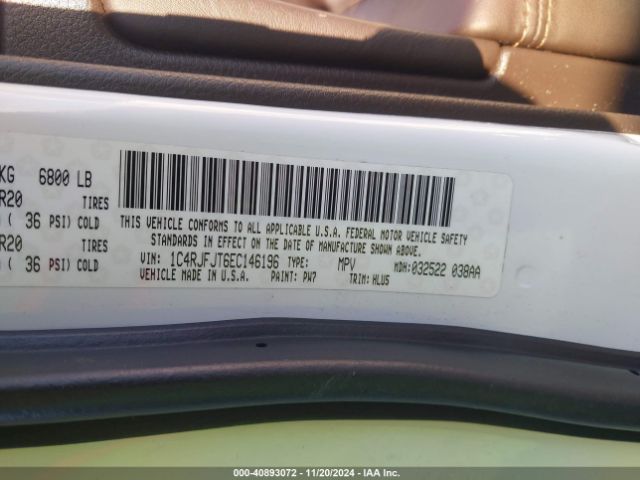 KG 6800 LB
R20 TIRES
( 36 PSI) COLD
R20 TIRES
( 36 PSI) COLD
THIS VEHICLE CONFORMS TO ALL APPLICABLE U.S.A. FEDERAL MOTOR VEHICLE SAFETY
STANDARDS IN EFFECT ON THE DATE OF MANUFACTURE SHOWN ABOVE.
VIN: 1C4RJFJT6EC146196 TYPE: MPV MDH: 032522 038AA
VEHICLE MADE IN U.S.A. PAINT: PW7 TRIM: HLU5
000-40893072 - 11/20/2024 - IAA Inc.